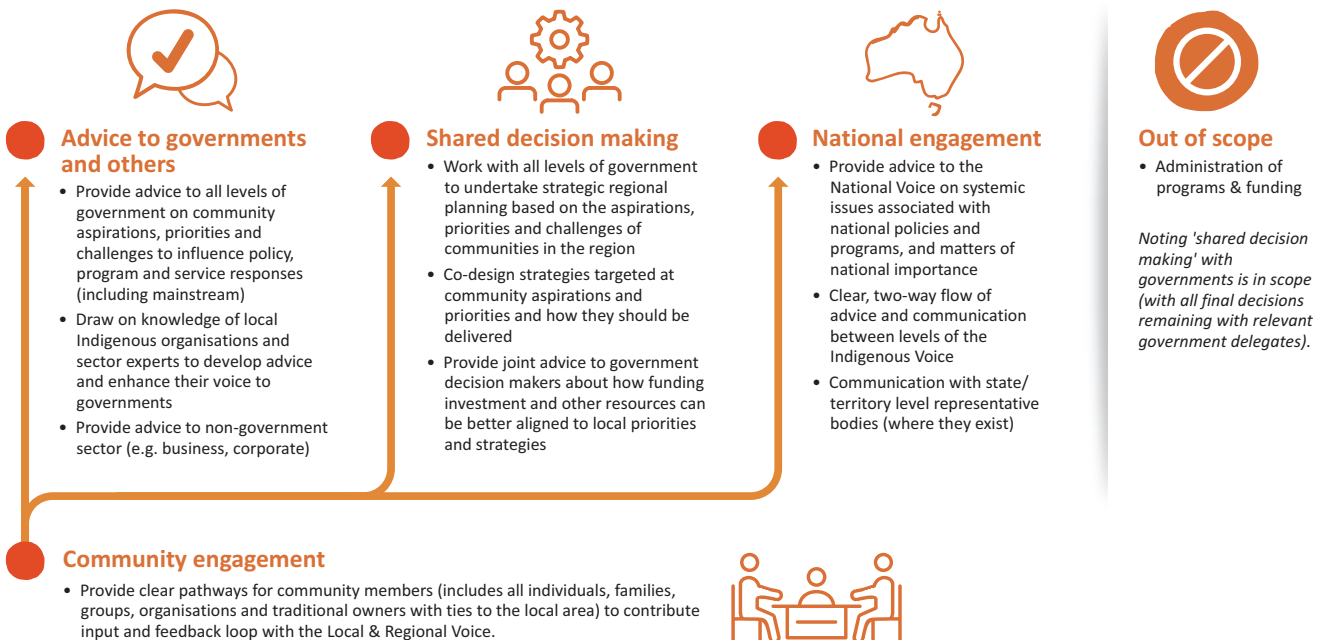 Advice to governments
and others
• Provide advice to all levels of
government on community
aspirations, priorities and
challenges to influence policy,
program and service responses
(including mainstream)
• Draw on knowledge of local
Indigenous organisations and
sector experts to develop advice
and enhance their voice to
governments
• Provide advice to non-government
sector (e.g. business, corporate)
Shared decision making
• Work with all levels of government
to undertake strategic regional
planning based on the aspirations,
priorities and challenges of
communities in the region
• Co-design strategies targeted at
community aspirations and
priorities and how they should be
delivered
• Provide joint advice to government
decision makers about how funding
investment and other resources can
be better aligned to local priorities
and strategies
National engagement
• Provide advice to the
National Voice on systemic
issues associated with
national policies and
programs, and matters of
national importance
• Clear, two-way flow of
advice and communication
between levels of the
Indigenous Voice
• Communication with state/
territory level representative
bodies (where they exist)
Out of scope
• Administration of
programs & funding
Noting 'shared decision
making' with
governments is in scope
(with all final decisions
remaining with relevant
government delegates).
Community engagement
• Provide clear pathways for community members (includes all individuals, families,
groups, organisations and traditional owners with ties to the local area) to contribute
input and feedback loop with the Local & Regional Voice.